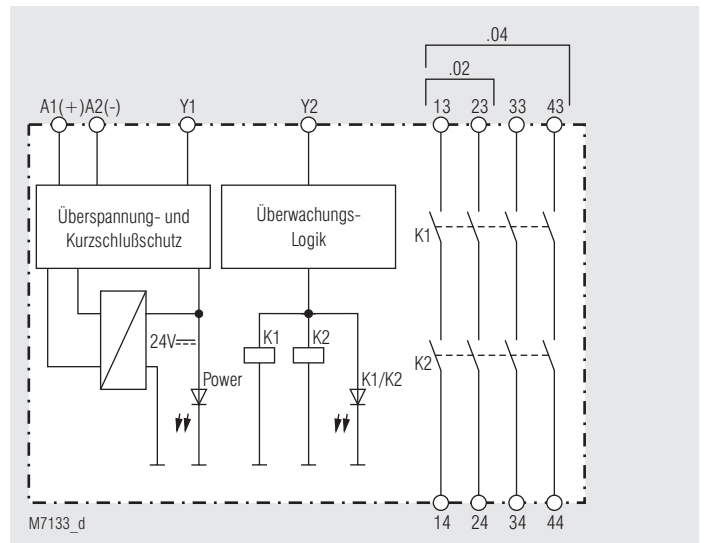 .04
.02
A1(+) A2(-) Y1 Y2 13 23 33 43
Überspannung- und
Kurzschlußschutz
Überwachungs-
Logik
K1
24V
K1 K2
Power
K1/K2
K2
M7133_d
14 24 34 44